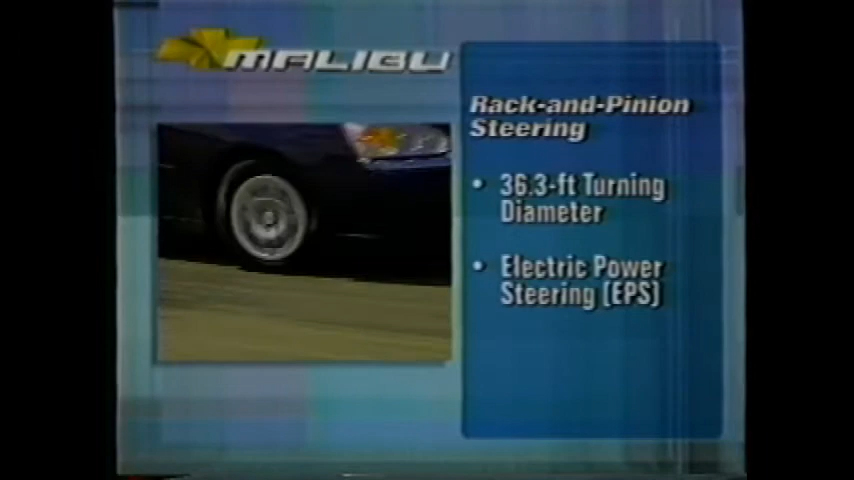 MALIBU
Rack-and-Pinion
Steering
• 36.3-ft Turning
Diameter
• Electric Power
Steering (EPS)